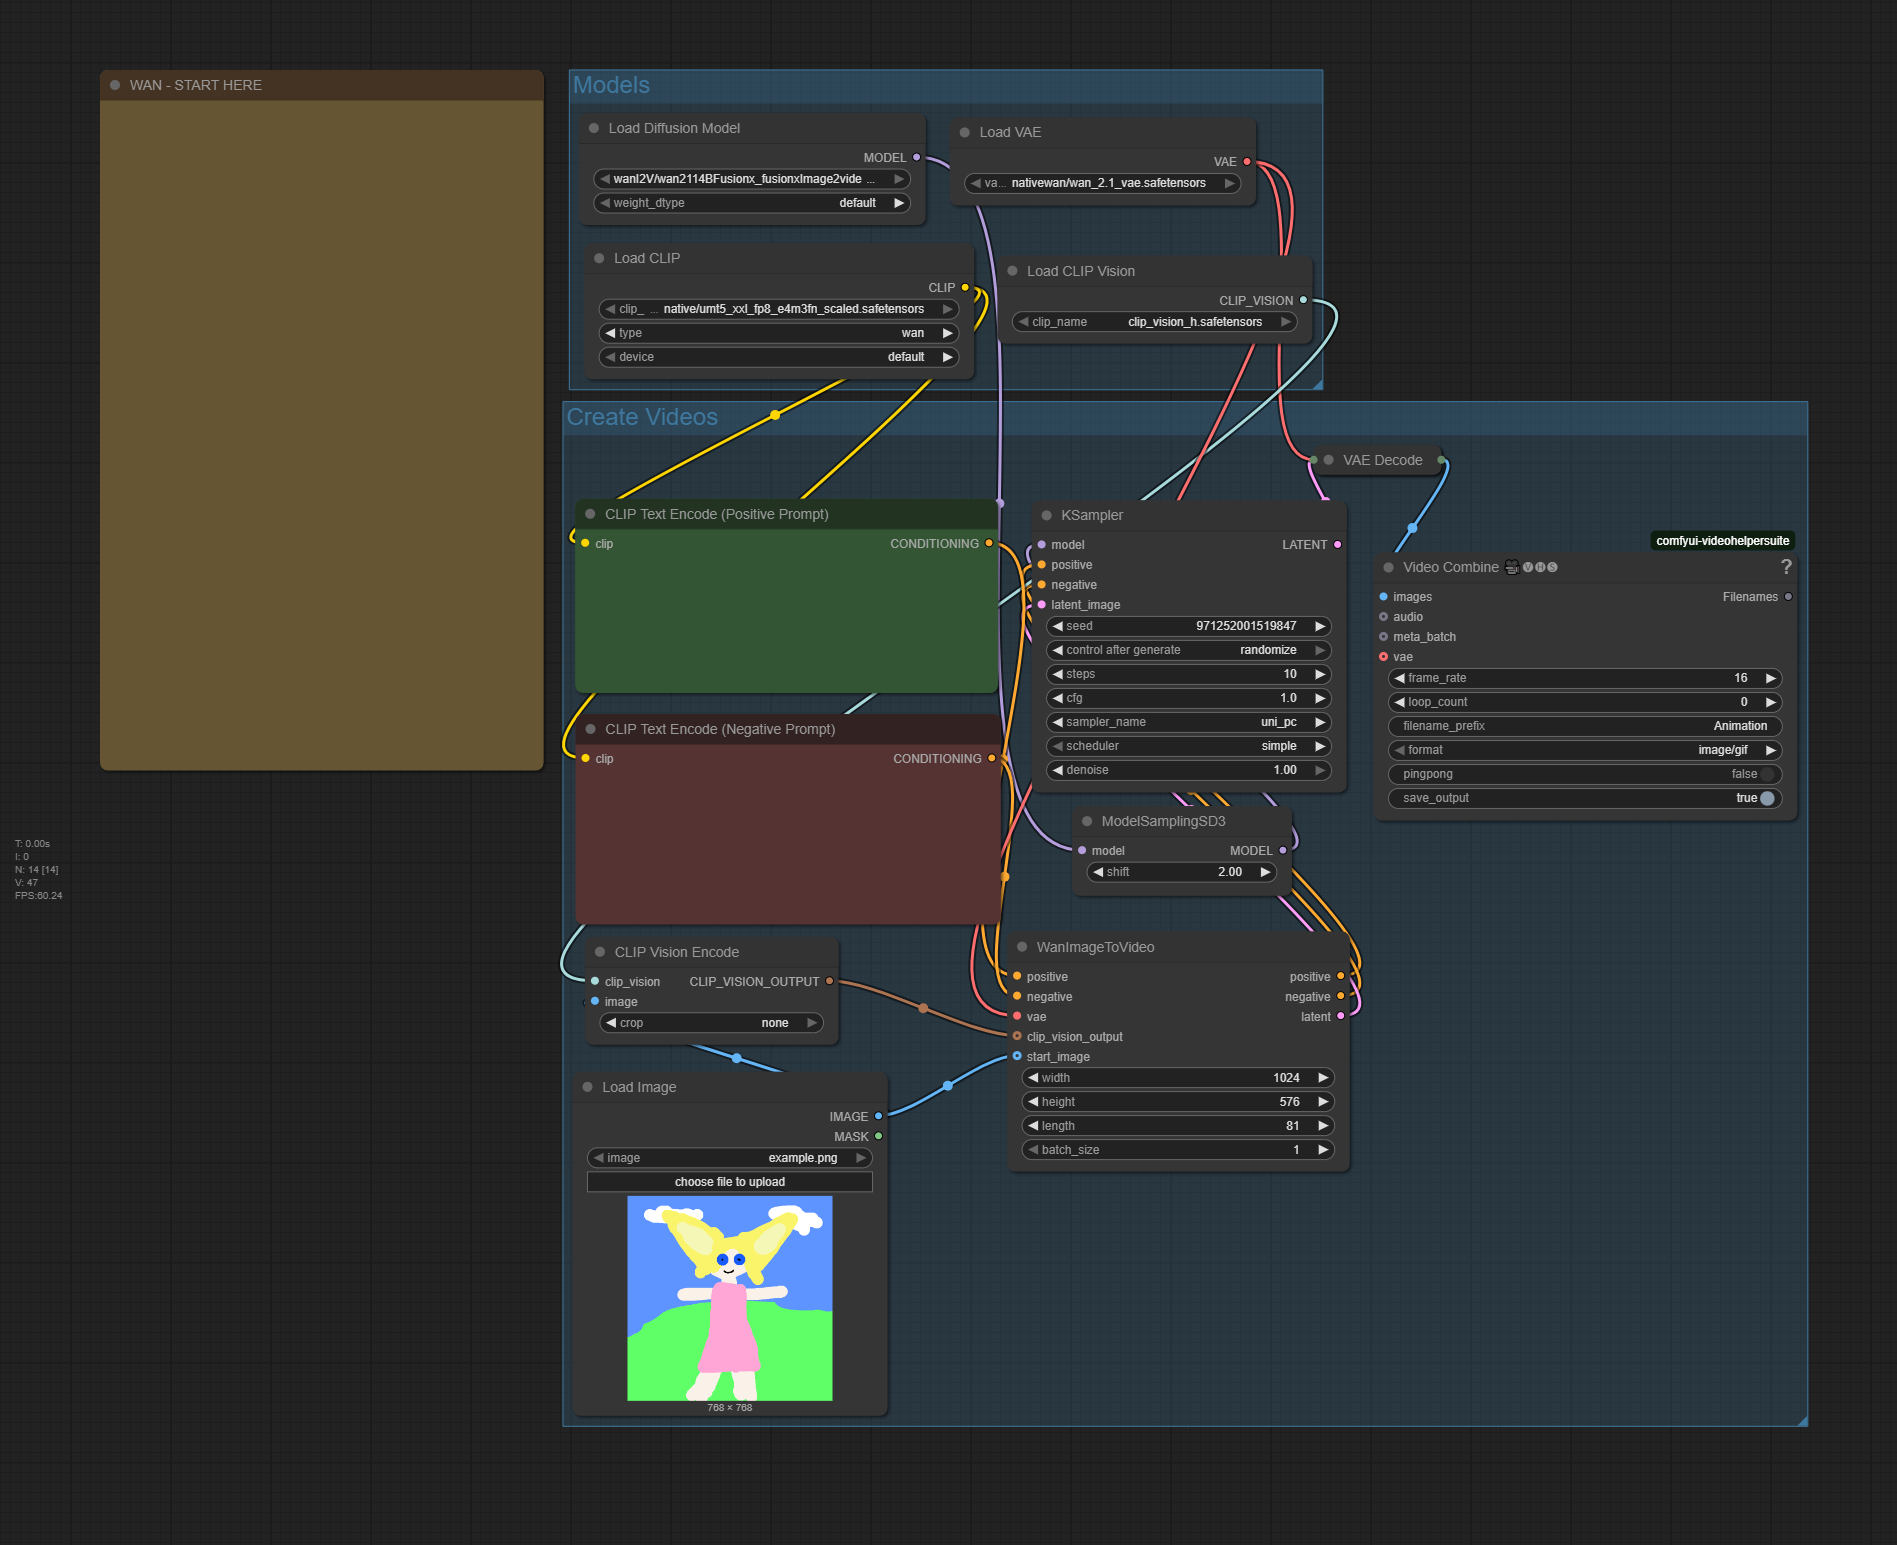 WAN - START HERE
Models
Load Diffusion Model
MODEL
wanI2V/wan2114BFusionx_fusionxImage2vide ...
weight_dtype default
Load VAE
VAE
va... nativewan/wan_2.1_vae.safetensors
Load CLIP
CLIP
clip_ ... native/umt5_xxl_fp8_e4m3fn_scaled.safetensors
type wan
device default
Load CLIP Vision
CLIP_VISION
clip_name clip_vision_h.safetensors
Create Videos
VAE Decode
CLIP Text Encode (Positive Prompt)
clip CONDITIONING
CLIP Text Encode (Negative Prompt)
clip CONDITIONING
KSampler
model LATENT
positive
negative
latent_image
seed 971252001519847
control after generate randomize
steps 10
cfg 1.0
sampler_name uni_pc
scheduler simple
denoise 1.00
comfyui-videohelpersuite
Video Combine 🎥🅥🅗🅢 ?
images Filenames
audio
meta_batch
vae
frame_rate 16
loop_count 0
filename_prefix Animation
format image/gif
pingpong false
save_output true
ModelSamplingSD3
model MODEL
shift 2.00
T: 0.00s
I: 0
N: 14 [14]
V: 47
FPS:60.24
CLIP Vision Encode
clip_vision CLIP_VISION_OUTPUT
image
crop none
WanImageToVideo
positive positive
negative negative
vae latent
clip_vision_output
start_image
width 1024
height 576
length 81
batch_size 1
Load Image
IMAGE
MASK
image example.png
choose file to upload
768 × 768